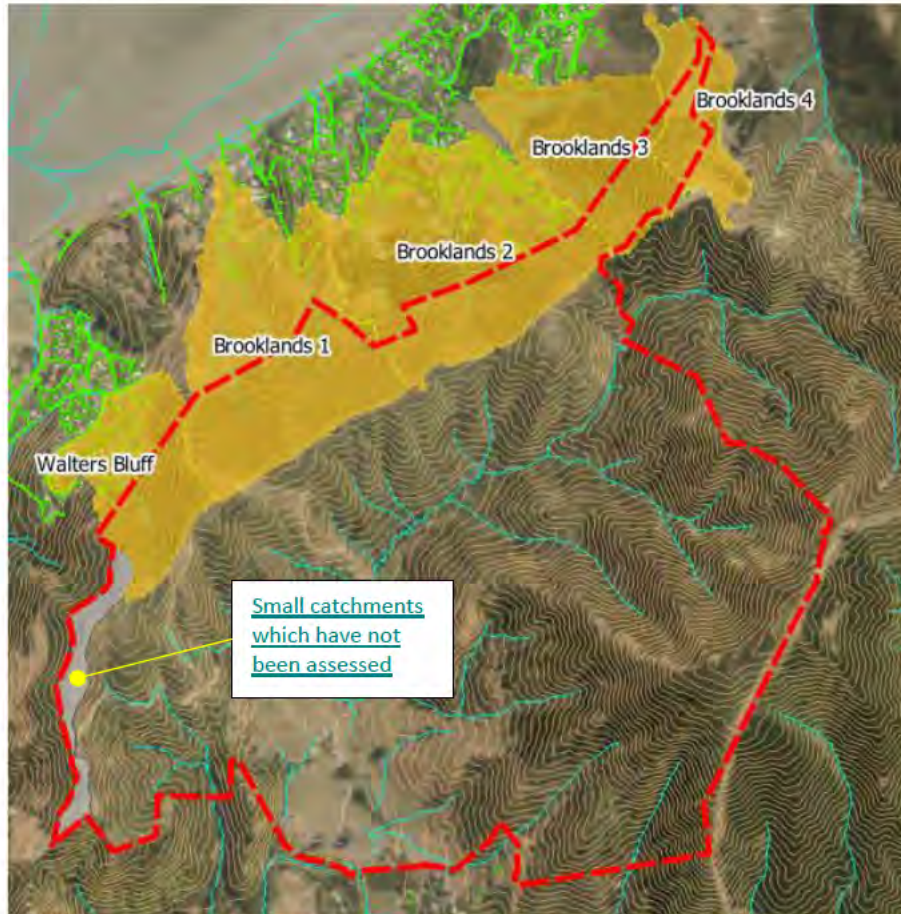 Brooklands 4
Brooklands 3
Brooklands 2
Brooklands 1
Walters Bluff
Small catchments
which have not
been assessed